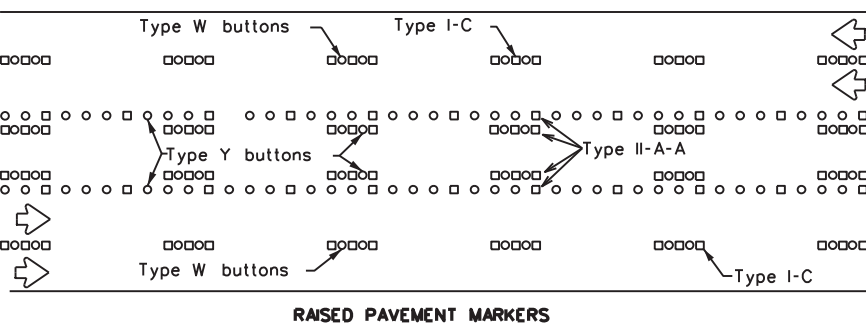 Type W buttons
Type I-C
Type Y buttons
Type II-A-A
Type W buttons
Type I-C
RAISED PAVEMENT MARKERS